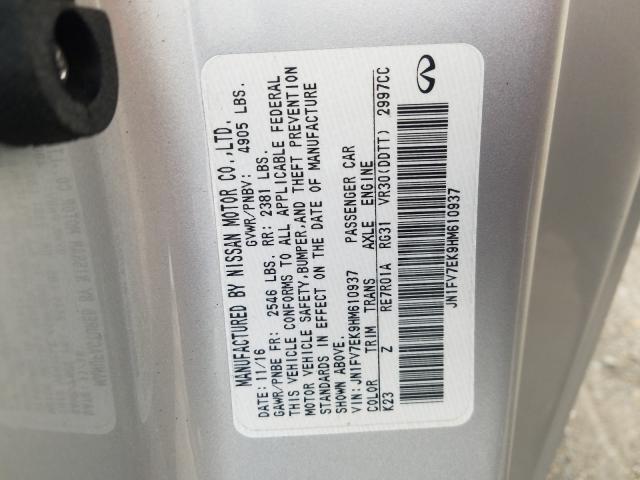 MANUFACTURED BY NISSAN MOTOR CO.,LTD.
DATE: 11/16 GVWR/PNBV: 4905 LBS.
GAWR/PNBE FR: 2546 LBS. RR: 2381 LBS.
THIS VEHICLE CONFORMS TO ALL APPLICABLE FEDERAL
MOTOR VEHICLE SAFETY,BUMPER,AND THEFT PREVENTION
STANDARDS IN EFFECT ON THE DATE OF MANUFACTURE
SHOWN ABOVE.
VIN: JN1FV7EK9HM610937 PASSENGER CAR
COLOR TRIM TRANS AXLE ENGINE
K23 Z RE7R01A RG31 VR30(DDTT) 2997CC
JN1FV7EK9HM610937